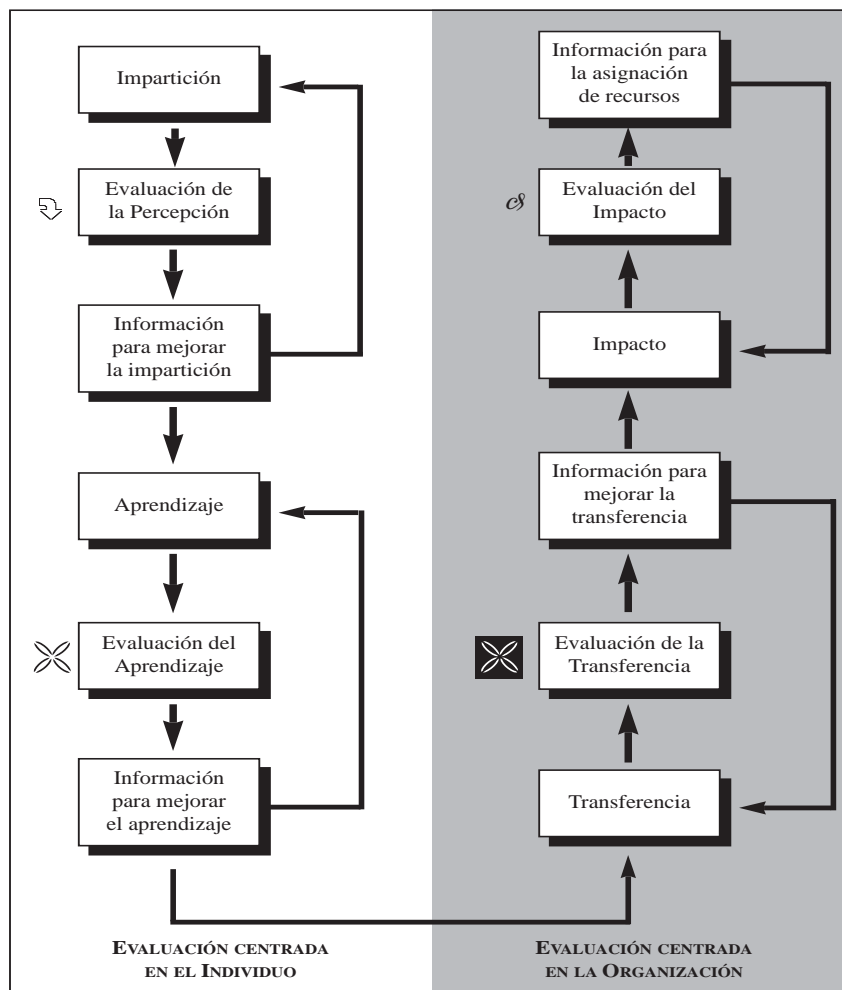 Impartición
Evaluación de
la Percepción
Información
para mejorar
la impartición
Aprendizaje
Evaluación del
Aprendizaje
Información
para mejorar
el aprendizaje
EVALUACIÓN CENTRADA
EN EL INDIVIDUO
Información para
la asignación
de recursos
Evaluación del
Impacto
Impacto
Información para
mejorar la
transferencia
Evaluación de la
Transferencia
Transferencia
EVALUACIÓN CENTRADA
EN LA ORGANIZACIÓN